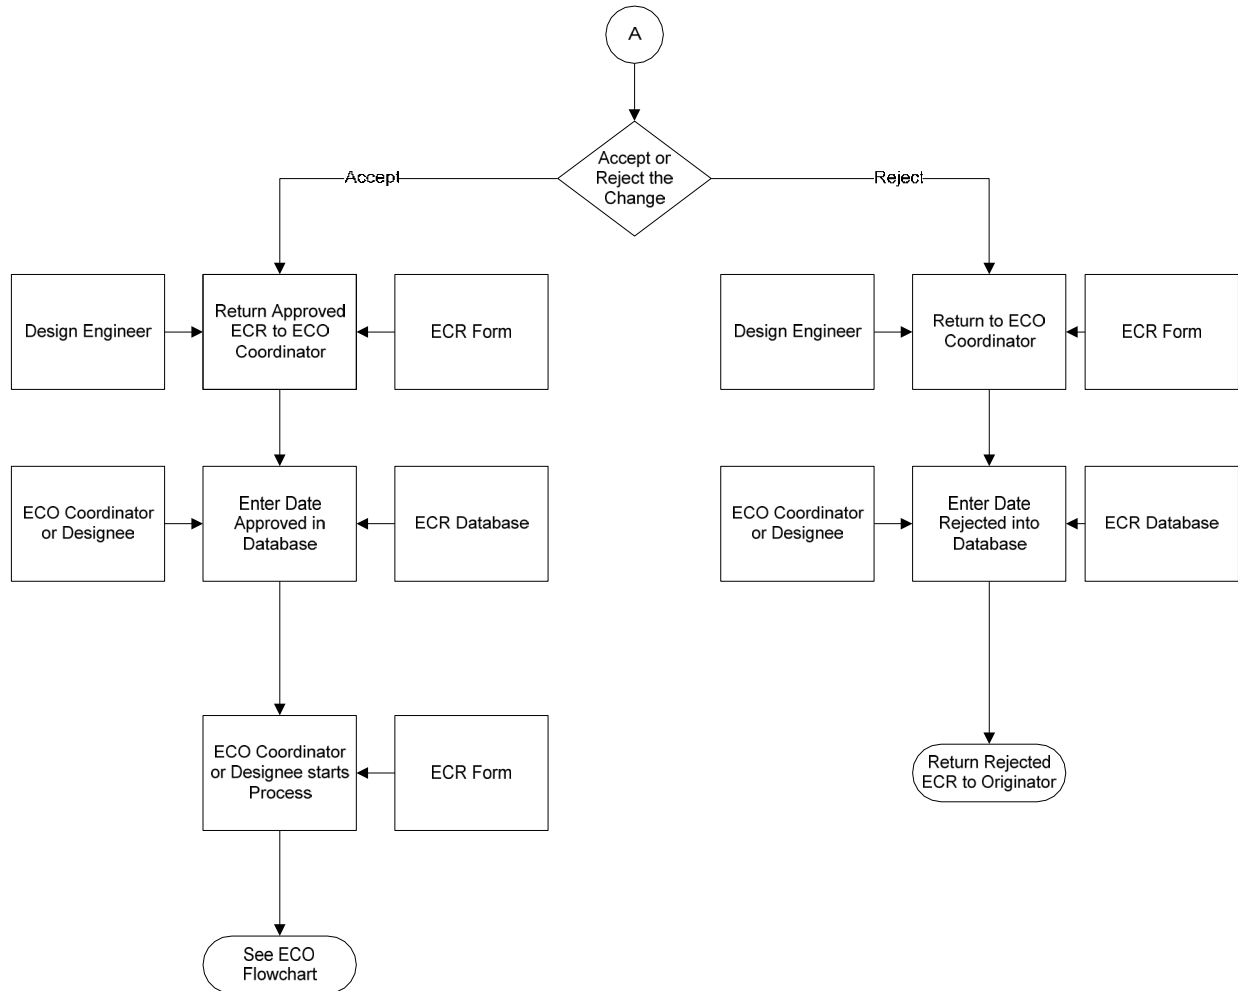 A
Accept or
Reject the
Change
Accept
Reject
Design Engineer
Return Approved
ECR to ECO
Coordinator
ECR Form
Design Engineer
Return to ECO
Coordinator
ECR Form
ECO Coordinator
or Designee
Enter Date
Approved in
Database
ECR Database
ECO Coordinator
or Designee
Enter Date
Rejected into
Database
ECR Database
ECO Coordinator
or Designee starts
Process
ECR Form
Return Rejected
ECR to Originator
See ECO
Flowchart